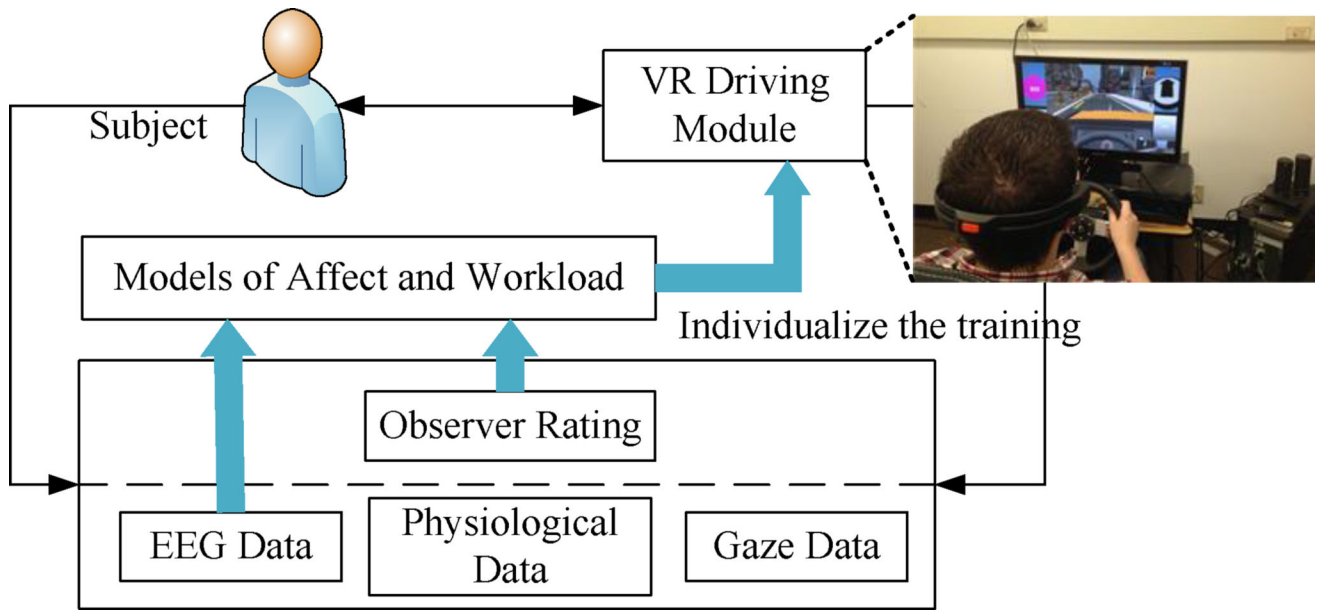 VR Driving
Module
Subject
Models of Affect and Workload
Individualize the training
Observer Rating
EEG Data
Physiological
Data
Gaze Data